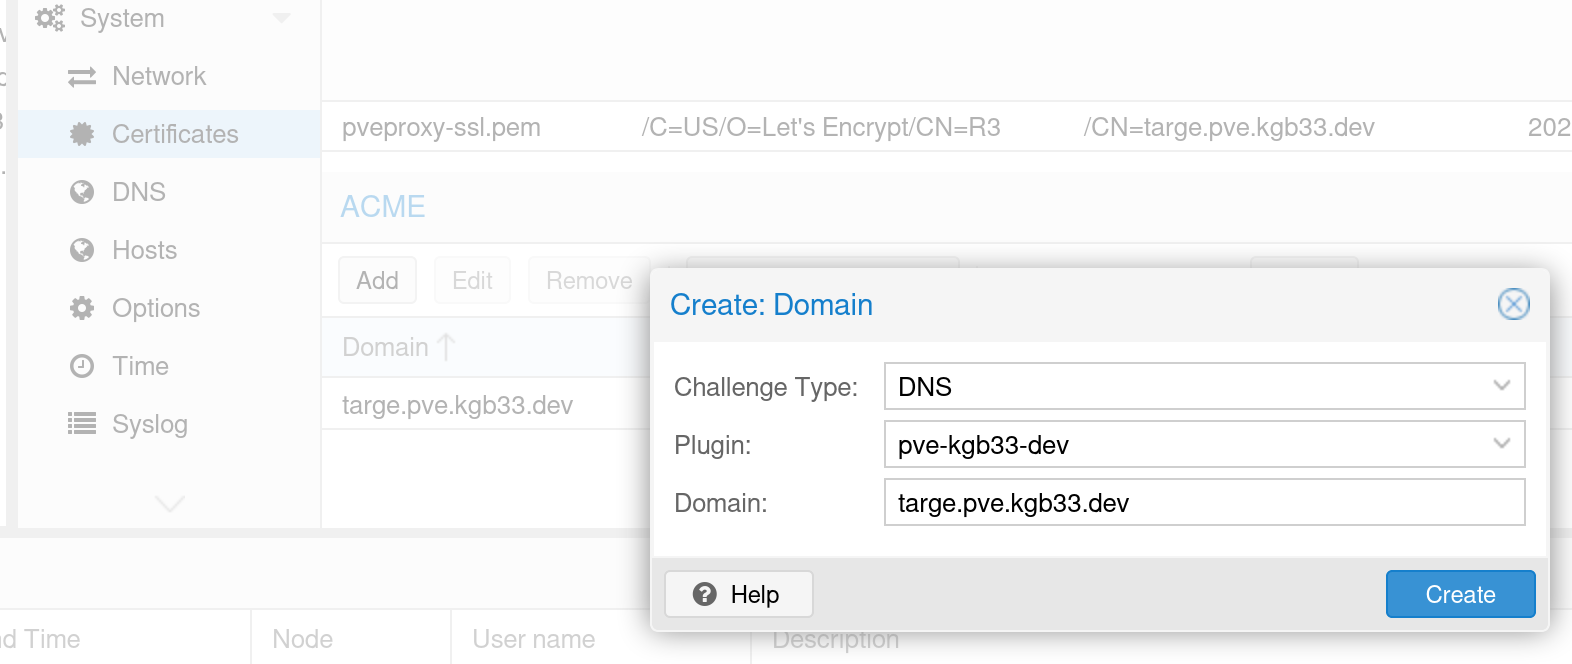 System
Network
Certificates
DNS
Hosts
Options
Time
Syslog
pveproxy-ssl.pem /C=US/O=Let's Encrypt/CN=R3 /CN=targe.pve.kgb33.dev 202
ACME
Add Edit Remove
Domain
targe.pve.kgb33.dev
Create: Domain
Challenge Type: DNS
Plugin: pve-kgb33-dev
Domain: targe.pve.kgb33.dev
Help Create
Time Node User name Description